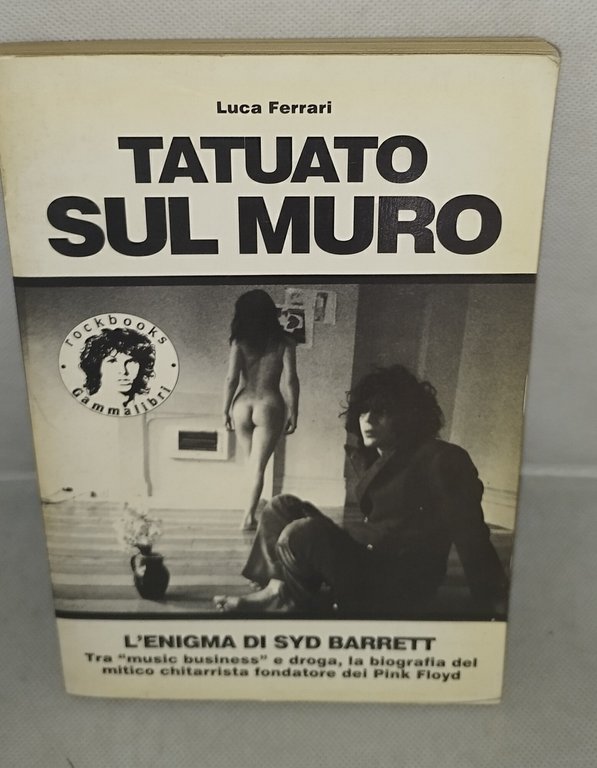 Luca Ferrari
TATUATO
SUL MURO
rockbooks
Gammalibri
L'ENIGMA DI SYD BARRETT
Tra "music business" e droga, la biografia del
mitico chitarrista fondatore dei Pink Floyd